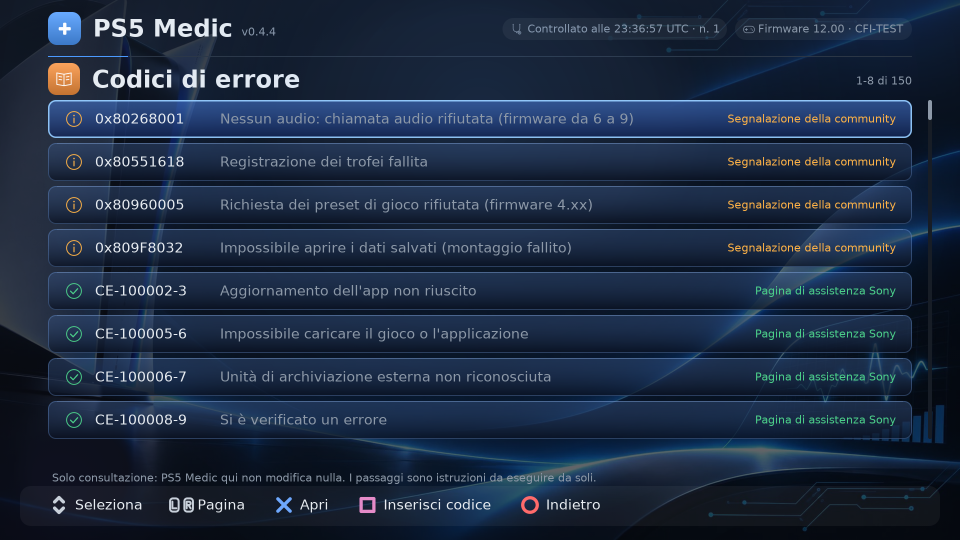 PS5 Medic v0.4.4
Controllato alle 23:36:57 UTC · n. 1
Firmware 12.00 · CFI-TEST
Codici di errore
1-8 di 150
0x80268001 Nessun audio: chiamata audio rifiutata (firmware da 6 a 9) Segnalazione della community
0x80551618 Registrazione dei trofei fallita Segnalazione della community
0x80960005 Richiesta dei preset di gioco rifiutata (firmware 4.xx) Segnalazione della community
0x809F8032 Impossibile aprire i dati salvati (montaggio fallito) Segnalazione della community
CE-100002-3 Aggiornamento dell'app non riuscito Pagina di assistenza Sony
CE-100005-6 Impossibile caricare il gioco o l'applicazione Pagina di assistenza Sony
CE-100006-7 Unità di archiviazione esterna non riconosciuta Pagina di assistenza Sony
CE-100008-9 Si è verificato un errore Pagina di assistenza Sony
Solo consultazione: PS5 Medic qui non modifica nulla. I passaggi sono istruzioni da eseguire da soli.
Seleziona L R Pagina Apri Inserisci codice Indietro